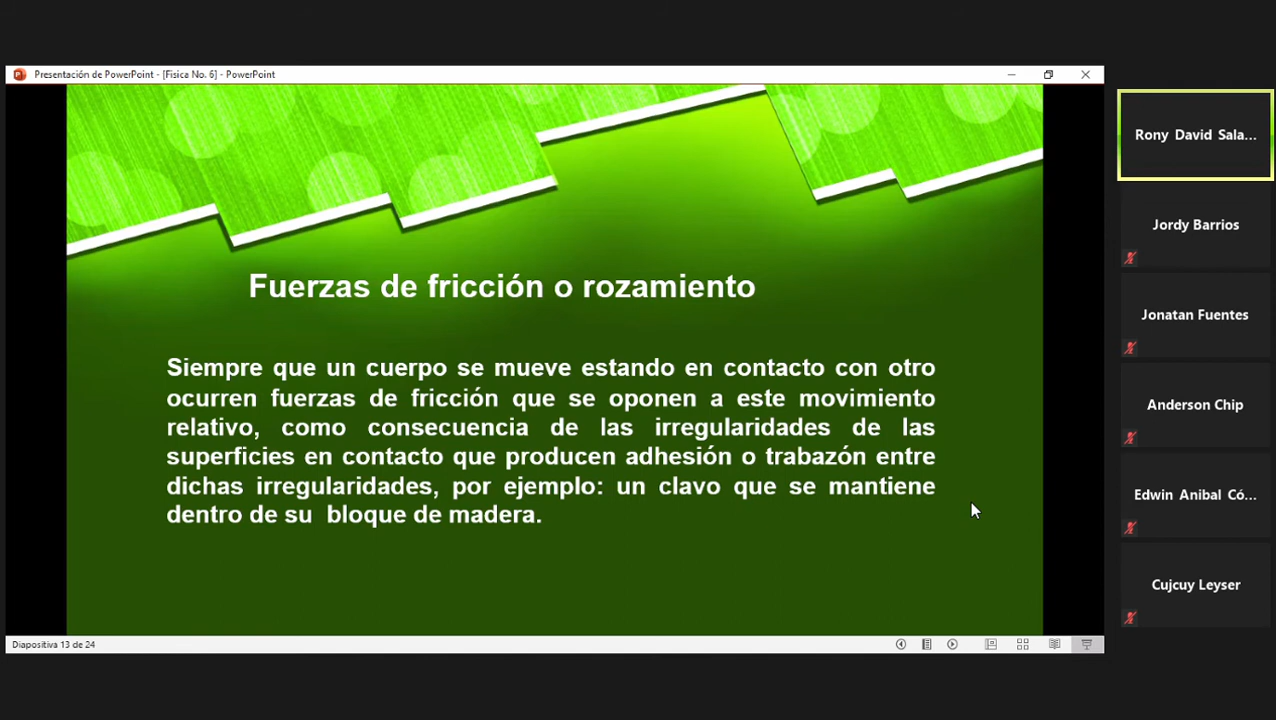 Presentación de PowerPoint - [Fisica No. 6] - PowerPoint
Rony David Sala...
Jordy Barrios
Fuerzas de fricción o rozamiento
Jonatan Fuentes
Siempre que un cuerpo se mueve estando en contacto con otro
ocurren fuerzas de fricción que se oponen a este movimiento
relativo, como consecuencia de las irregularidades de las
superficies en contacto que producen adhesión o trabazón entre
dichas irregularidades, por ejemplo: un clavo que se mantiene
dentro de su bloque de madera.
Anderson Chip
Edwin Anibal Có...
Cujcuy Leyser
Diapositiva 13 de 24